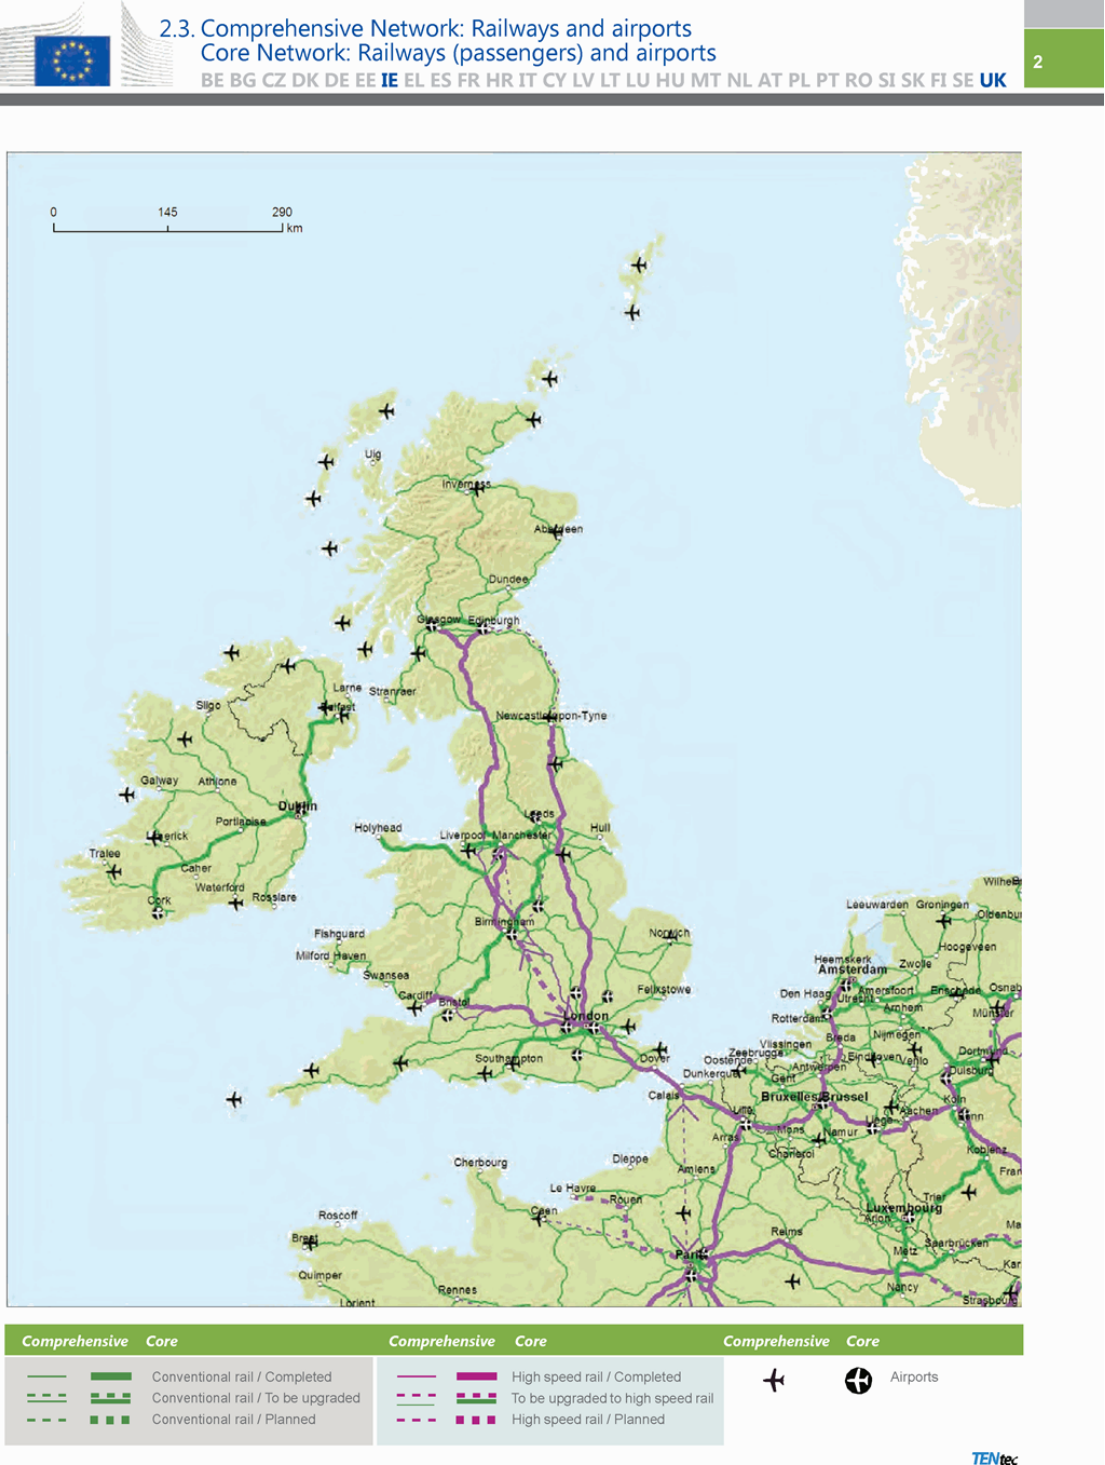 2.3. Comprehensive Network: Railways and airports
Core Network: Railways (passengers) and airports
BE BG CZ DK DE EE IE EL ES FR HR IT CY LV LT LU HU MT NL AT PL PT RO SI SK FI SE UK
2
0 145 290
km
Uig
Inverness
Aberdeen
Dundee
Glasgow Edinburgh
Larne Stranraer
Sligo
Belfast
Newcastle-upon-Tyne
Galway Athlone
Dublin
Leeds
Portlaoise
Holyhead
Liverpool Manchester
Hull
Limerick
Tralee
Caher
Waterford
Rosslare
Cork
Birmingham
Norwich
Fishguard
Milford Haven
Swansea
Cardiff
Bristol
Felixstowe
London
Southampton
Dover
Leeuwarden Groningen
Hoogeveen
Heemskerk
Zwolle
Amsterdam
Den Haag
Utrecht
Amersfoort
Enschede
Arnhem
Münster
Rotterdam
Nijmegen
Breda
Vlissingen
Zeebrugge
Oostende
Eindhoven
Venlo
Dortmund
Antwerpen
Duisburg
Dunkerque
Gent
Calais
Bruxelles/Brussel
Köln
Lille
Aachen
Liège
Mons
Namur
Arras
Charleroi
Koblenz
Cherbourg
Dieppe
Amiens
Le Havre
Rouen
Trier
Caen
Luxembourg
Arlon
Roscoff
Reims
Brest
Paris
Metz
Saarbrücken
Quimper
Rennes
Nancy
Lorient
Strasbourg
Comprehensive Core Comprehensive Core Comprehensive Core
Conventional rail / Completed High speed rail / Completed Airports
Conventional rail / To be upgraded To be upgraded to high speed rail
Conventional rail / Planned High speed rail / Planned
TENtec